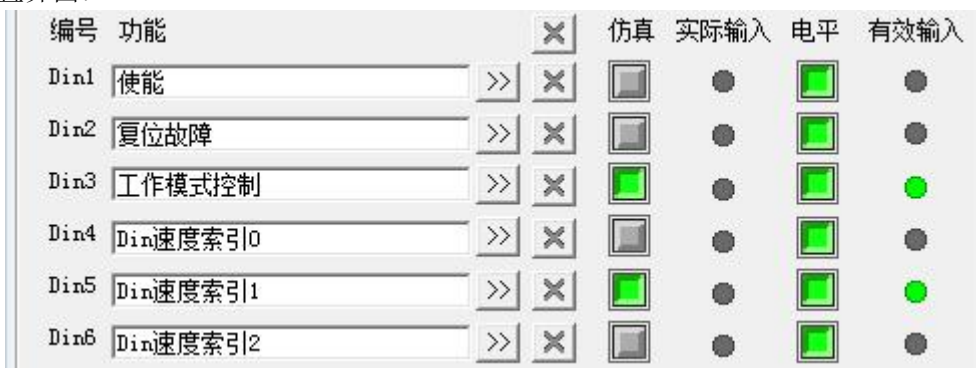 编号 功能 仿真 实际输入 电平 有效输入
Din1 使能 >>
Din2 复位故障 >>
Din3 工作模式控制 >>
Din4 Din速度索引0 >>
Din5 Din速度索引1 >>
Din6 Din速度索引2 >>